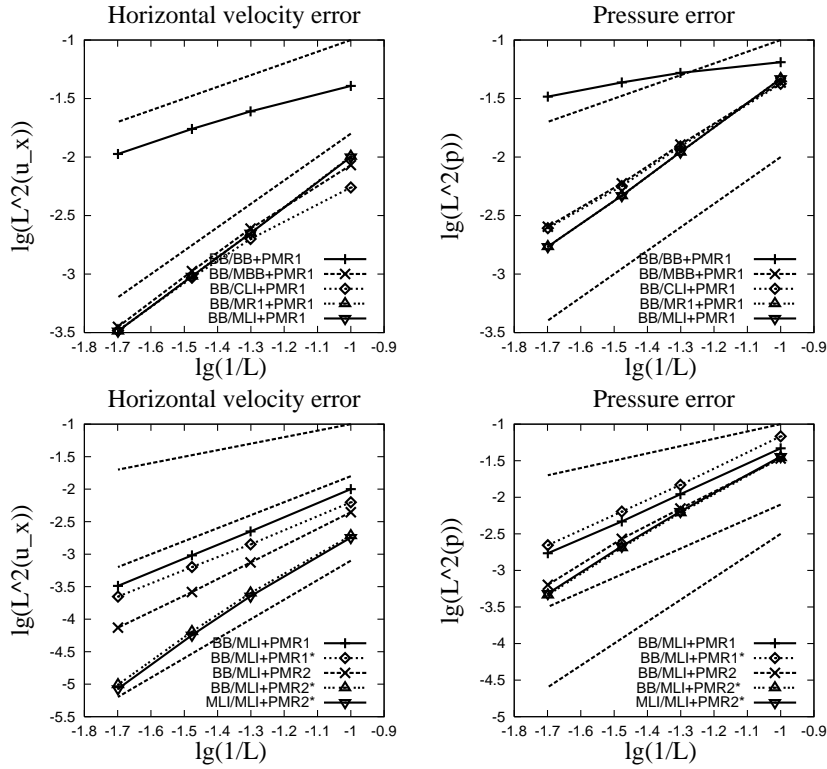 Horizontal velocity error
-1
-1.5
-2
-2.5
-3
-3.5
lg(L^2(u_x))
BB/BB+PMR1
BB/MBB+PMR1
BB/CLI+PMR1
BB/MR1+PMR1
BB/MLI+PMR1
-1.8 -1.7 -1.6 -1.5 -1.4 -1.3 -1.2 -1.1 -1 -0.9
lg(1/L)
Pressure error
-1
-1.5
-2
-2.5
-3
-3.5
lg(L^2(p))
BB/BB+PMR1
BB/MBB+PMR1
BB/CLI+PMR1
BB/MR1+PMR1
BB/MLI+PMR1
-1.8 -1.7 -1.6 -1.5 -1.4 -1.3 -1.2 -1.1 -1 -0.9
lg(1/L)
Horizontal velocity error
-1
-1.5
-2
-2.5
-3
-3.5
-4
-4.5
-5
-5.5
lg(L^2(u_x))
BB/MLI+PMR1
BB/MLI+PMR1*
BB/MLI+PMR2
BB/MLI+PMR2*
MLI/MLI+PMR2*
-1.8 -1.7 -1.6 -1.5 -1.4 -1.3 -1.2 -1.1 -1 -0.9
lg(1/L)
Pressure error
-1
-1.5
-2
-2.5
-3
-3.5
-4
-4.5
-5
lg(L^2(p))
BB/MLI+PMR1
BB/MLI+PMR1*
BB/MLI+PMR2
BB/MLI+PMR2*
MLI/MLI+PMR2*
-1.8 -1.7 -1.6 -1.5 -1.4 -1.3 -1.2 -1.1 -1 -0.9
lg(1/L)